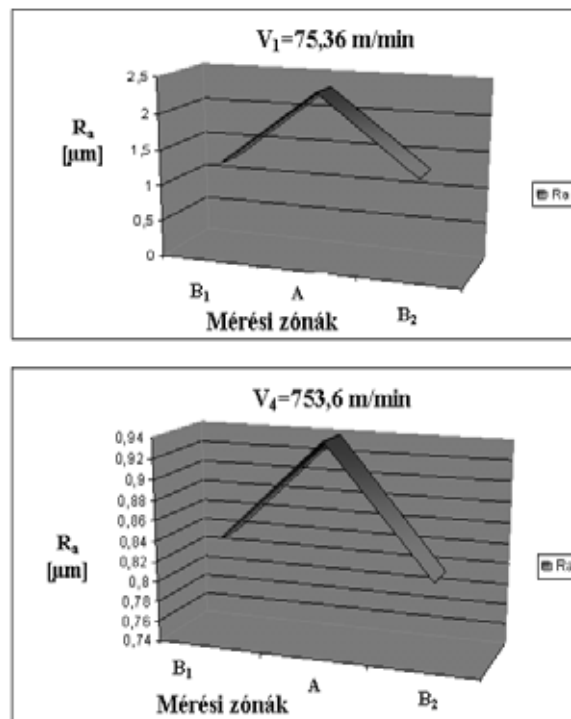 V₁=75,36 m/min
2,5
2
1,5
1
0,5
0
Rₐ
[µm]
B₁
A
B₂
Mérési zónák
Ra
V₄=753,6 m/min
0,94
0,92
0,9
0,88
0,86
0,84
0,82
0,8
0,78
0,76
0,74
Rₐ
[µm]
B₁
A
B₂
Mérési zónák
Ra